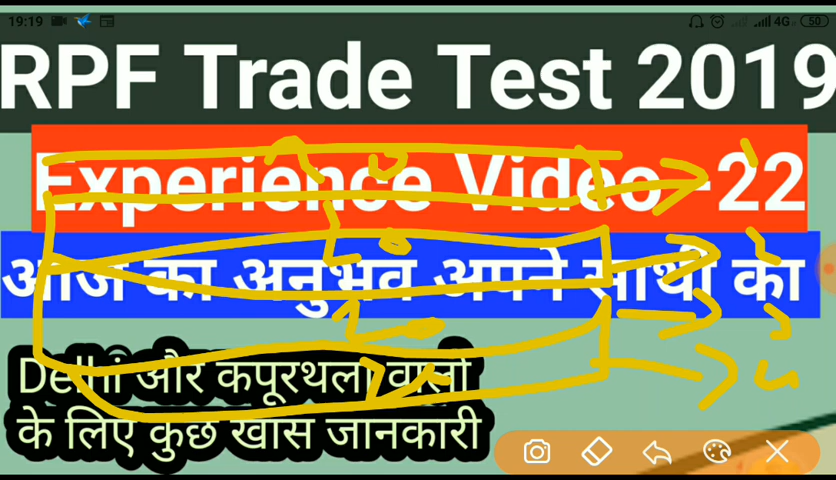 19:19 4G 50
RPF Trade Test 2019
Experience Video -22
आज का अनुभव अपने साथी का
Delhi और कपूरथला वालो
के लिए कुछ खास जानकारी